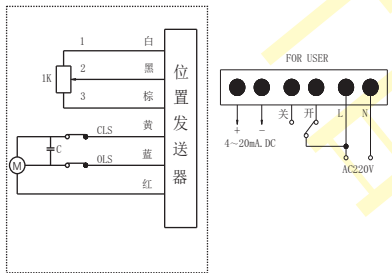 1 白
1K 2 黑
3 棕
CLS 黄
C
M OLS 蓝
红
位置发送器
FOR USER
关 开 L N
+ -
4~20mA.DC
AC220V